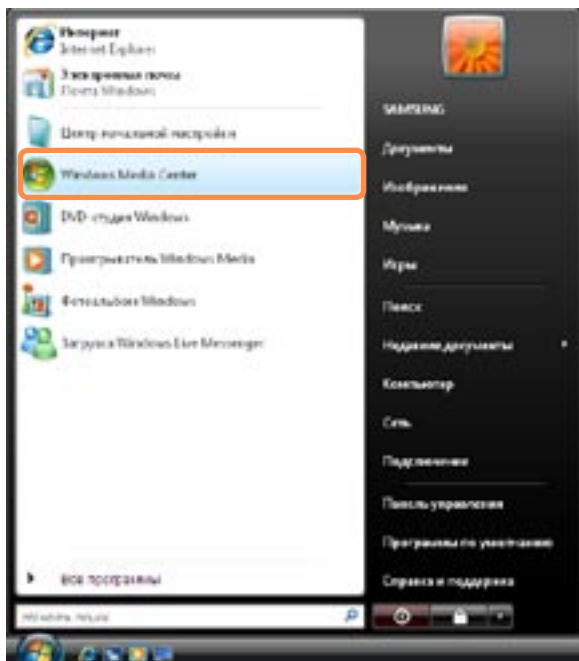 Интернет
Internet Explorer
Электронная почта
Почта Windows
Центр начальной настройки
Windows Media Center
DVD-студия Windows
Проигрыватель Windows Media
Фотоальбом Windows
Загрузка Windows Live Messenger
Все программы
SAMSUNG
Документы
Изображения
Музыка
Игры
Поиск
Недавние документы
Компьютер
Сеть
Подключение
Панель управления
Программы по умолчанию
Справка и поддержка